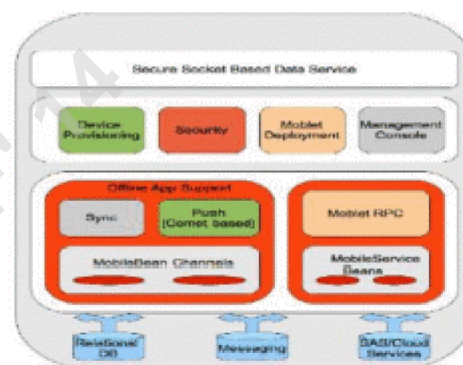 Secure Socket Based Data Service
Device Provisioning
Security
Moblet Deployment
Management Console
Offline App Support
Sync
Push (Comet based)
MobileBean Channels
Moblet RPC
MobileService Beans
Relational DB
Messaging
SAS/Cloud Services
14